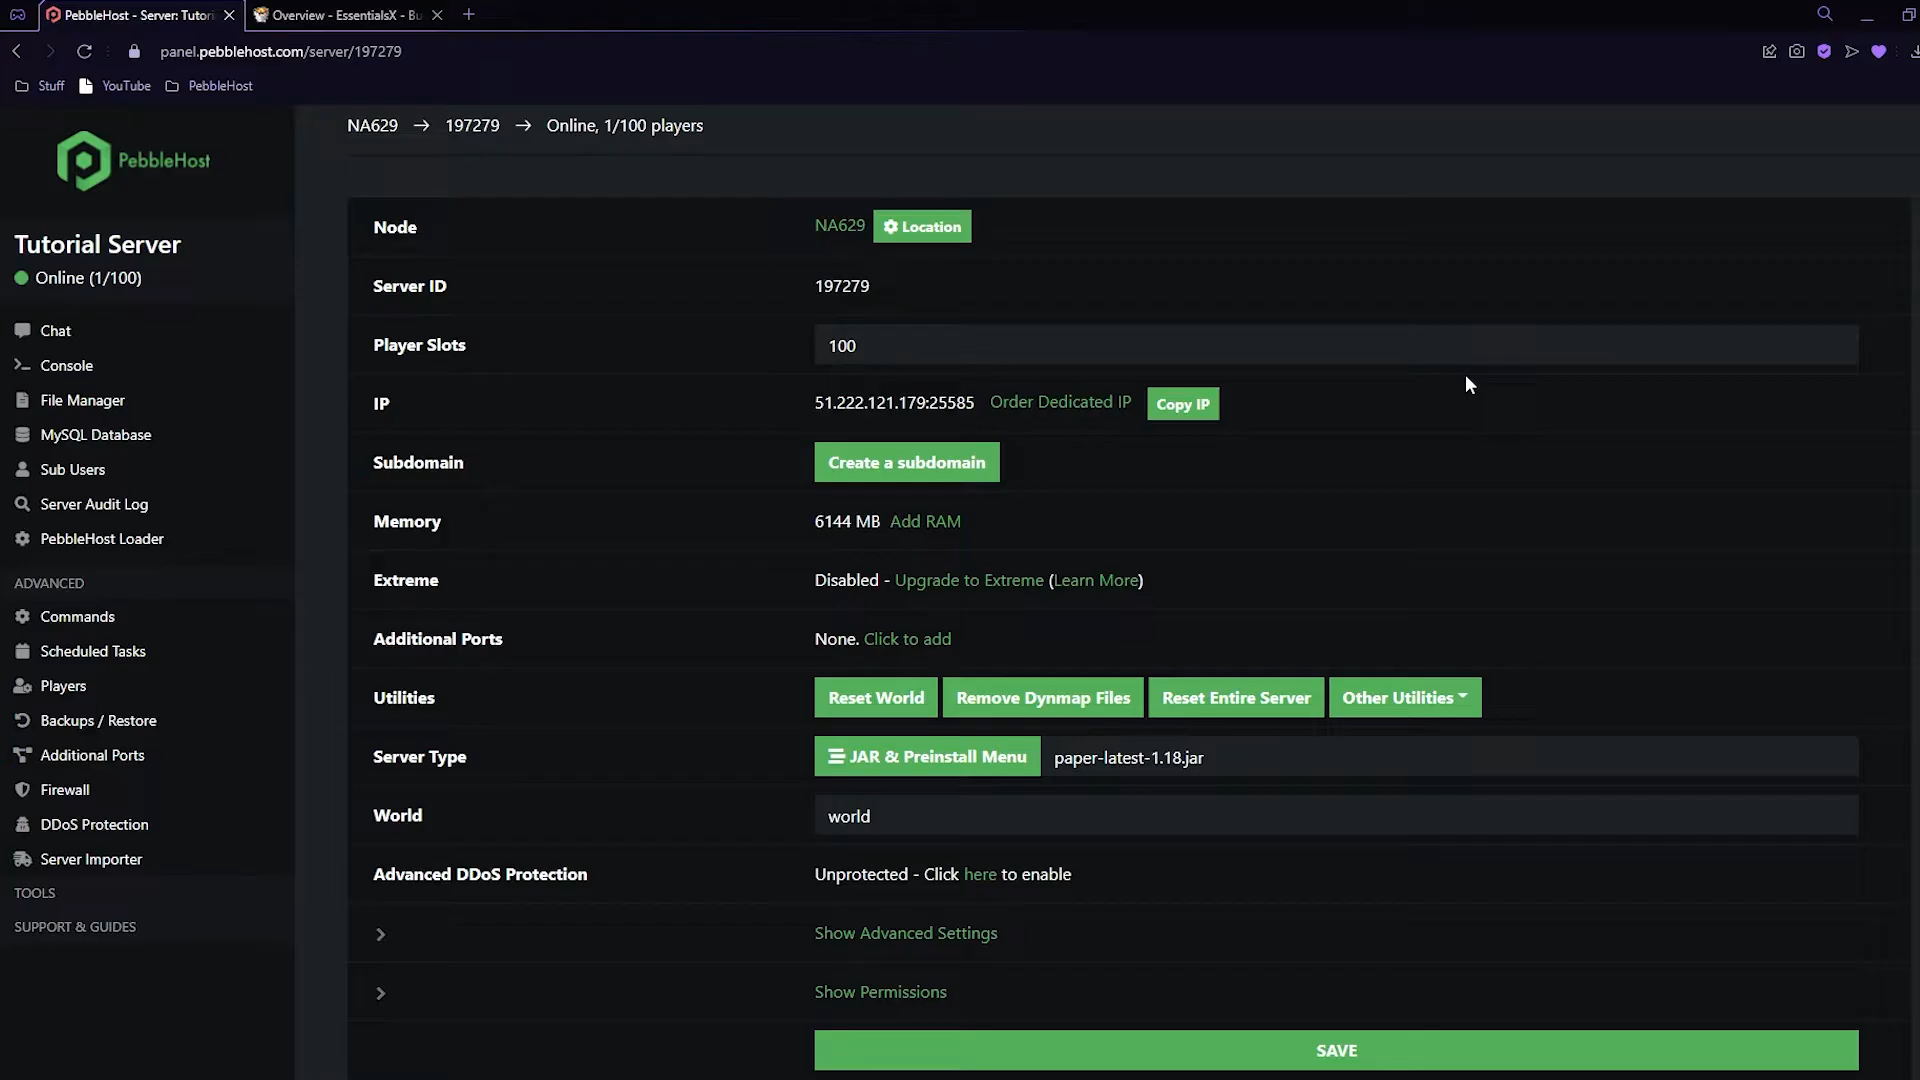 PebbleHost - Server: Tutori
Overview - EssentialsX - Bu
panel.pebblehost.com/server/197279
Stuff
YouTube
PebbleHost
PebbleHost
Tutorial Server
Online (1/100)
Chat
Console
File Manager
MySQL Database
Sub Users
Server Audit Log
PebbleHost Loader
ADVANCED
Commands
Scheduled Tasks
Players
Backups / Restore
Additional Ports
Firewall
DDoS Protection
Server Importer
TOOLS
SUPPORT & GUIDES
NA629 → 197279 → Online, 1/100 players
Node
NA629 Location
Server ID
197279
Player Slots
100
IP
51.222.121.179:25585 Order Dedicated IP Copy IP
Subdomain
Create a subdomain
Memory
6144 MB Add RAM
Extreme
Disabled - Upgrade to Extreme (Learn More)
Additional Ports
None. Click to add
Utilities
Reset World Remove Dynmap Files Reset Entire Server Other Utilities
Server Type
JAR & Preinstall Menu paper-latest-1.18.jar
World
world
Advanced DDoS Protection
Unprotected - Click here to enable
Show Advanced Settings
Show Permissions
SAVE